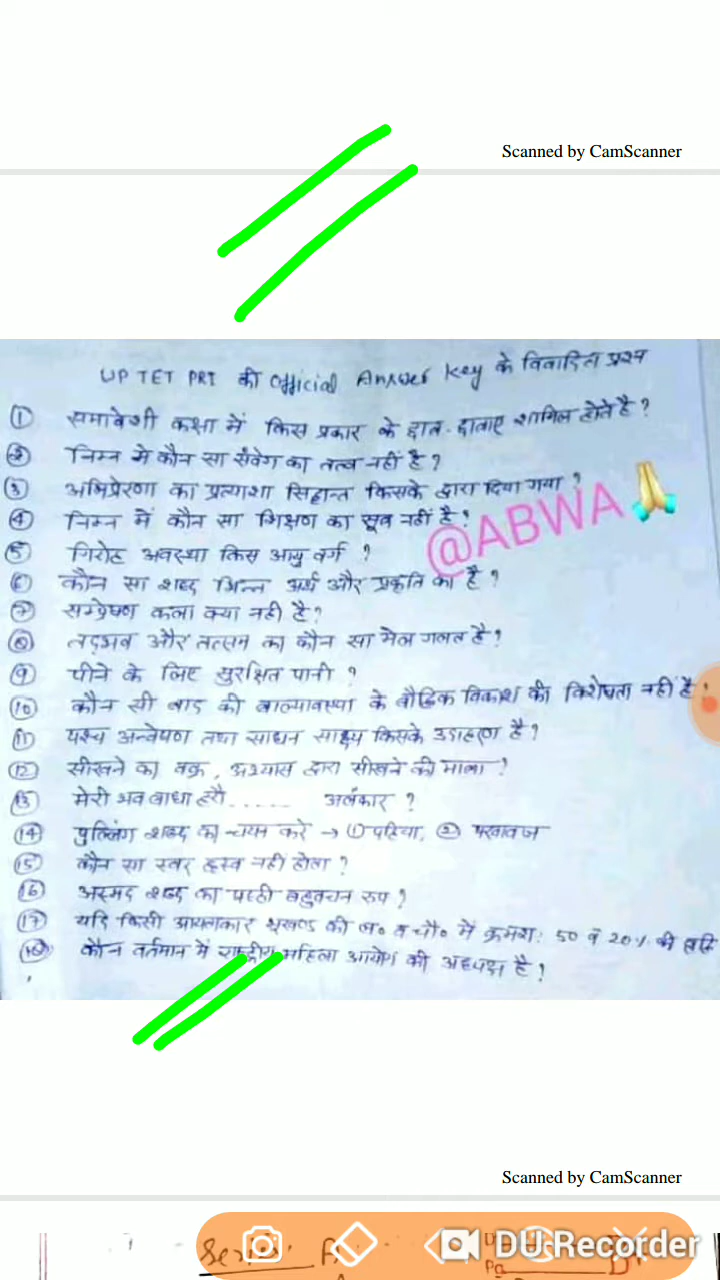 Scanned by CamScanner
UP TET PRT की Official Answer Key के विवादित प्रश्न
① समावेशी कक्षा में किस प्रकार के छात्र-छात्राएं शामिल होते है ?
② निम्न मे कौन सा संवेग का तत्व नहीं है ?
③ अभिप्रेरणा का प्रत्याशा सिद्धान्त किसके द्वारा दिया गया ?
④ निम्न में कौन सा शिक्षण का सूत्र नहीं है ?
@ABWA
⑤ गिरोह अवस्था किस आयु वर्ग ?
⑥ कौन सा शब्द भिन्न अर्थ और प्रकृति का है ?
⑦ सम्प्रेषण कला क्या नही है ?
⑧ तदभव और तत्सम का कौन सा मेल गलत है ?
⑨ पीने के लिए सुरक्षित पानी ?
⑩ कौन सी बाद की बाल्यावस्था के बौद्धिक विकाश की विशेषता नहीं है ?
⑪ पश्च अन्वेषण तथा साधन साक्ष्य किसके उदाहरण है ?
⑫ सीखने का वक्र, अभ्यास द्वारा सीखने की मात्रा ?
⑬ मेरी भव बाधा हरौ...... अलंकार ?
⑭ पुल्लिंग शब्द का चयन करे → ① पहिया, ② पखावज
⑮ कौन सा स्वर ह्रस्व नही होता ?
⑯ अस्मद शब्द का षष्ठी बहुवचन रूप ?
⑰ यदि किसी आयताकार भूखण्ड की ल० व चौ० में क्रमश: 50 व 20% की वृद्धि
⑱ कौन वर्तमान में राष्ट्रीय महिला आयोग की अध्यक्ष है ?
Scanned by CamScanner
Series: A
DU Recorder